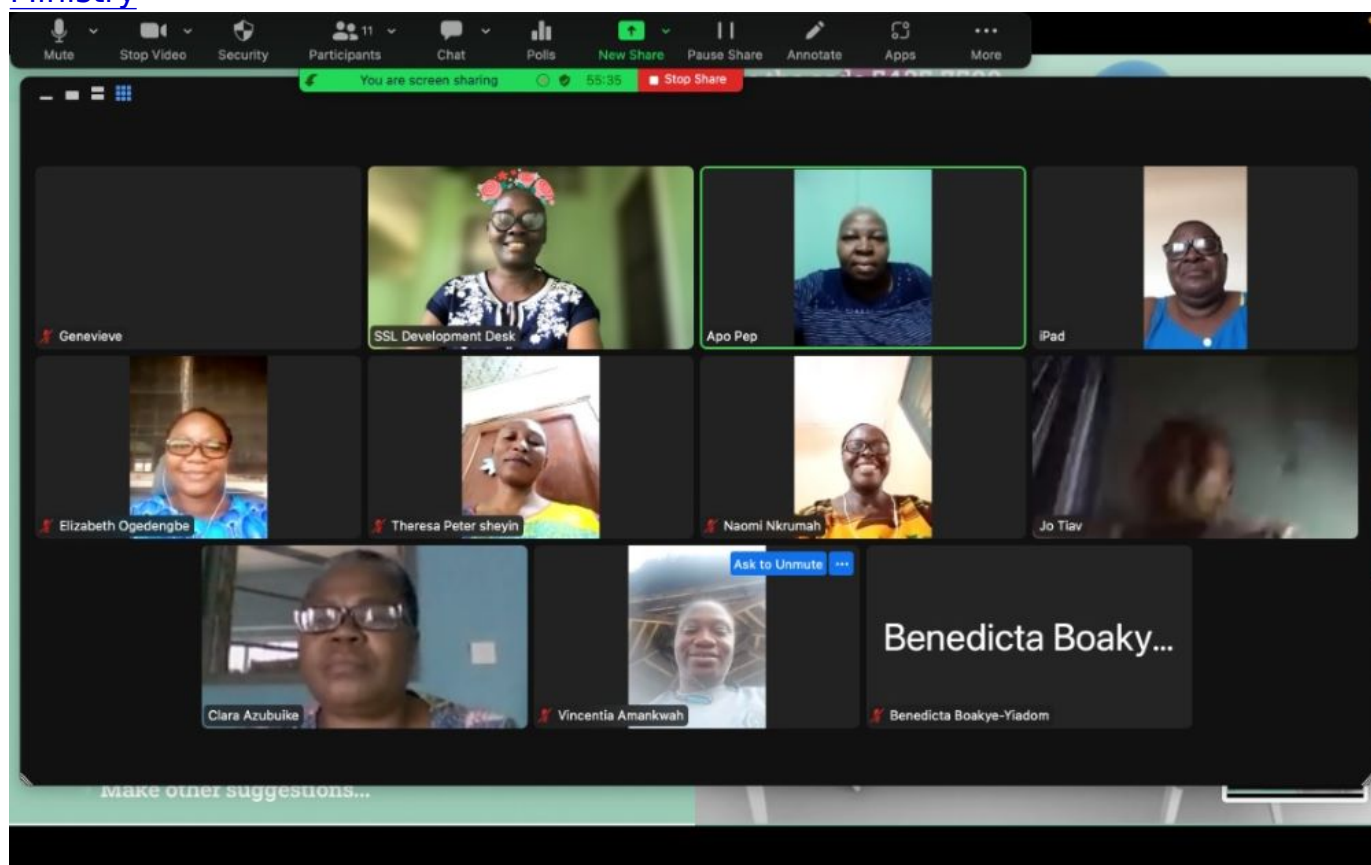 Ministry
11
Mute Stop Video Security Participants Chat Polls New Share Pause Share Annotate Apps More
You are screen sharing 55:35 Stop Share
Genevieve
SSL Development Desk
Apo Pep
iPad
Elizabeth Ogedengbe
Theresa Peter sheyin
Naomi Nkrumah
Jo Tiav
Clara Azubuike
Ask to Unmute ...
Vincentia Amankwah
Benedicta Boaky...
Benedicta Boakye-Yiadom
Make other suggestions...